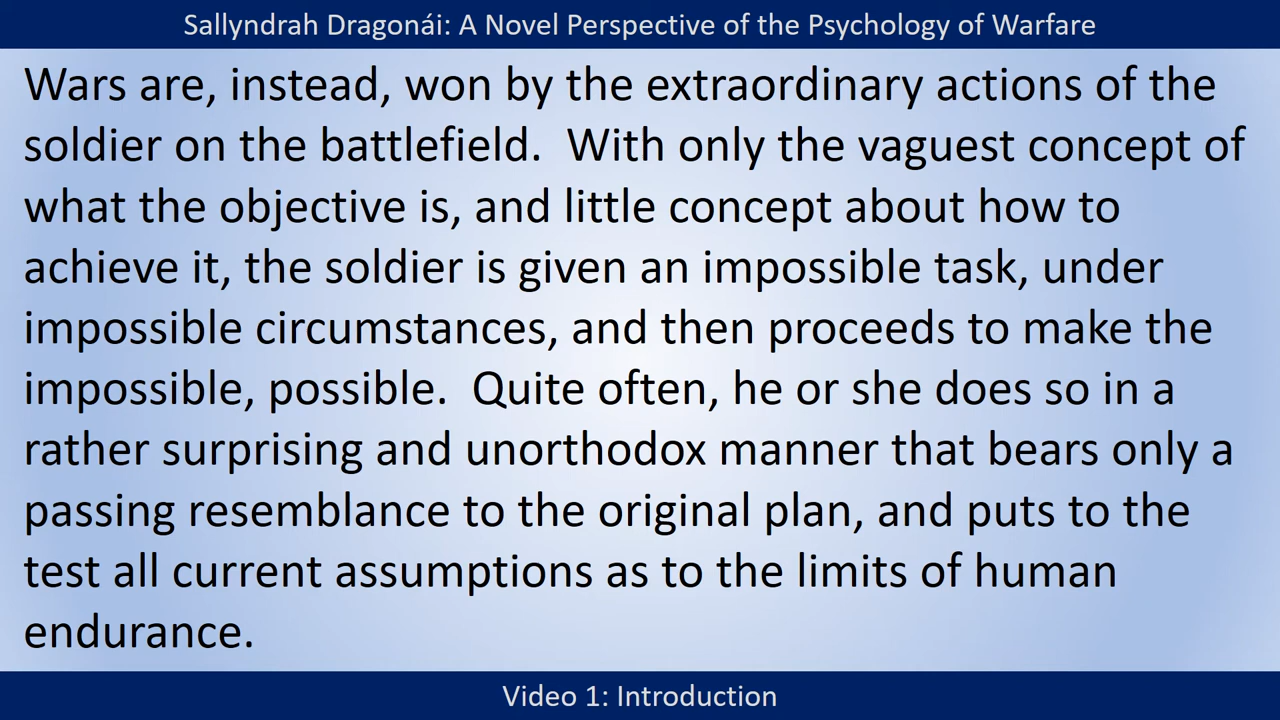 Sallyndrah Dragonái: A Novel Perspective of the Psychology of Warfare
Wars are, instead, won by the extraordinary actions of the
soldier on the battlefield.  With only the vaguest concept of
what the objective is, and little concept about how to
achieve it, the soldier is given an impossible task, under
impossible circumstances, and then proceeds to make the
impossible, possible.  Quite often, he or she does so in a
rather surprising and unorthodox manner that bears only a
passing resemblance to the original plan, and puts to the
test all current assumptions as to the limits of human
endurance.
Video 1: Introduction